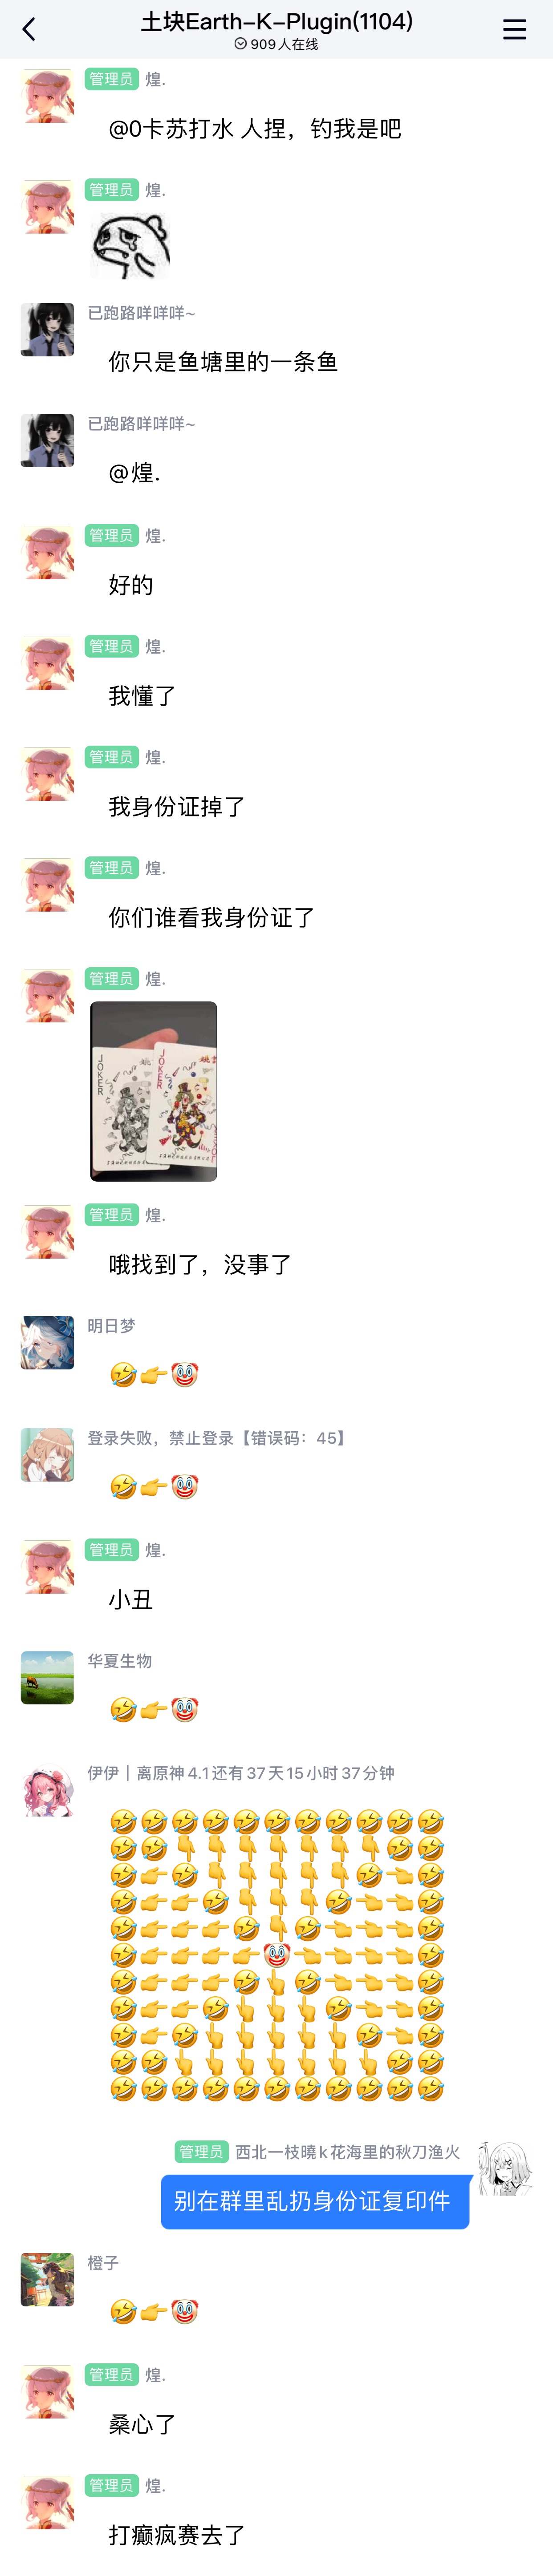 土块Earth-K-Plugin(1104)
909人在线
管理员 煌.
@0卡苏打水 人捏，钓我是吧
管理员 煌.
已跑路咩咩咩~
你只是鱼塘里的一条鱼
已跑路咩咩咩~
@煌.
管理员 煌.
好的
管理员 煌.
我懂了
管理员 煌.
我身份证掉了
管理员 煌.
你们谁看我身份证了
管理员 煌.
JOKER
JOKER
管理员 煌.
哦找到了，没事了
明日梦
🤣👉🤡
登录失败，禁止登录【错误码：45】
🤣👉🤡
管理员 煌.
小丑
华夏生物
🤣👉🤡
伊伊｜离原神4.1还有37天15小时37分钟
🤣🤣🤣🤣🤣🤣🤣🤣🤣🤣🤣
🤣🤣👇👇👇👇👇👇👇🤣🤣
🤣👉🤣👇👇👇👇👇🤣👈🤣
🤣👉👉🤣👇👇👇🤣👈👈🤣
🤣👉👉👉🤣👇🤣👈👈👈🤣
🤣👉👉👉👉🤡👈👈👈👈🤣
🤣👉👉👉🤣👆🤣👈👈👈🤣
🤣👉👉🤣👆👆👆🤣👈👈🤣
🤣👉🤣👆👆👆👆👆🤣👈🤣
🤣🤣👆👆👆👆👆👆👆🤣🤣
🤣🤣🤣🤣🤣🤣🤣🤣🤣🤣🤣
管理员 西北一枝曉k花海里的秋刀渔火
别在群里乱扔身份证复印件
橙子
🤣👉🤡
管理员 煌.
桑心了
管理员 煌.
打癫疯赛去了